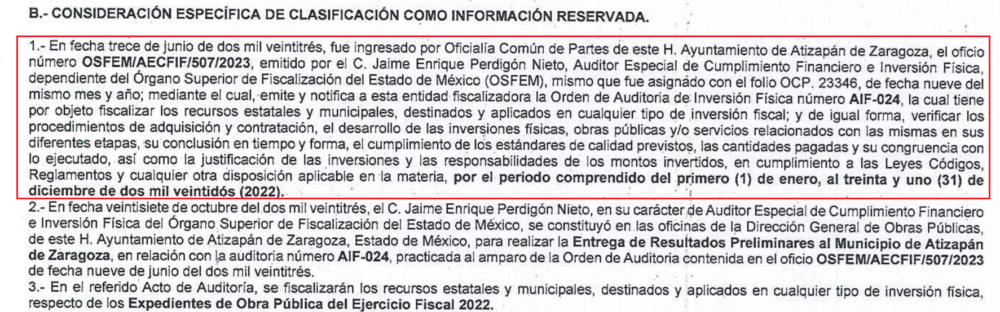 B.- CONSIDERACIÓN ESPECÍFICA DE CLASIFICACIÓN COMO INFORMACIÓN RESERVADA.
1.- En fecha trece de junio de dos mil veintitrés, fue ingresado por Oficialía Común de Partes de este H. Ayuntamiento de Atizapán de Zaragoza, el oficio
número OSFEM/AECFIF/507/2023, emitido por el C. Jaime Enrique Perdigón Nieto, Auditor Especial de Cumplimiento Financiero e Inversión Física,
dependiente del Órgano Superior de Fiscalización del Estado de México (OSFEM), mismo que fue asignado con el folio OCP. 23346, de fecha nueve del
mismo mes y año; mediante el cual, emite y notifica a esta entidad fiscalizadora la Orden de Auditoria de Inversión Física número AIF-024, la cual tiene
por objeto fiscalizar los recursos estatales y municipales, destinados y aplicados en cualquier tipo de inversión fiscal; y de igual forma, verificar los
procedimientos de adquisición y contratación, el desarrollo de las inversiones físicas, obras públicas y/o servicios relacionados con las mismas en sus
diferentes etapas, su conclusión en tiempo y forma, el cumplimiento de los estándares de calidad previstos, las cantidades pagadas y su congruencia con
lo ejecutado, así como la justificación de las inversiones y las responsabilidades de los montos invertidos, en cumplimiento a las Leyes Códigos,
Reglamentos y cualquier otra disposición aplicable en la materia, por el periodo comprendido del primero (1) de enero, al treinta y uno (31) de
diciembre de dos mil veintidós (2022).
2.- En fecha veintisiete de octubre del dos mil veintitrés, el C. Jaime Enrique Perdigón Nieto, en su carácter de Auditor Especial de Cumplimiento Financiero
e Inversión Física del Órgano Superior de Fiscalización del Estado de México, se constituyó en las oficinas de la Dirección General de Obras Públicas,
de este H. Ayuntamiento de Atizapán de Zaragoza, Estado de México, para realizar la Entrega de Resultados Preliminares al Municipio de Atizapán
de Zaragoza, en relación con la auditoria número AIF-024, practicada al amparo de la Orden de Auditoria contenida en el oficio OSFEM/AECFIF/507/2023
de fecha nueve de junio del dos mil veintitrés.
3.- En el referido Acto de Auditoría, se fiscalizarán los recursos estatales y municipales, destinados y aplicados en cualquier tipo de inversión física,
respecto de los Expedientes de Obra Pública del Ejercicio Fiscal 2022.